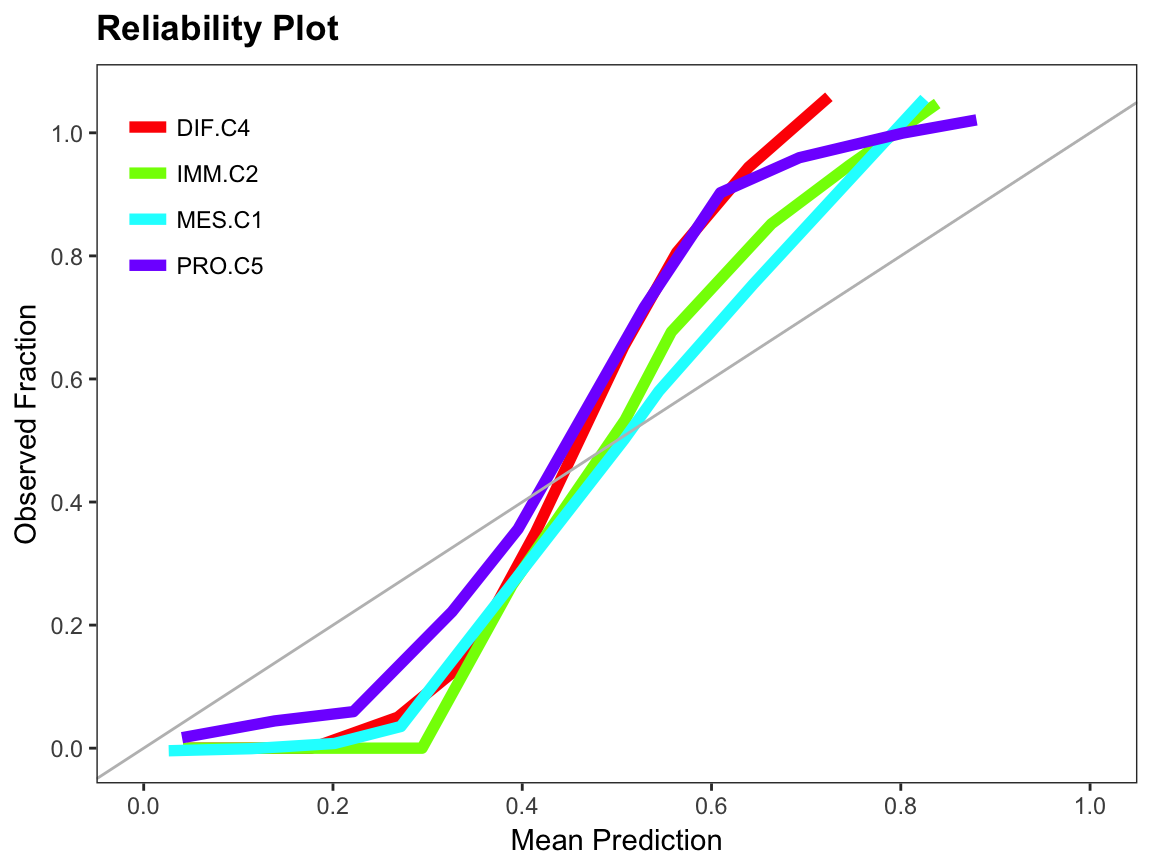 Reliability Plot
DIF.C4
IMM.C2
MES.C1
PRO.C5
1.0
0.8
0.6
0.4
0.2
0.0
Observed Fraction
0.0 0.2 0.4 0.6 0.8 1.0
Mean Prediction